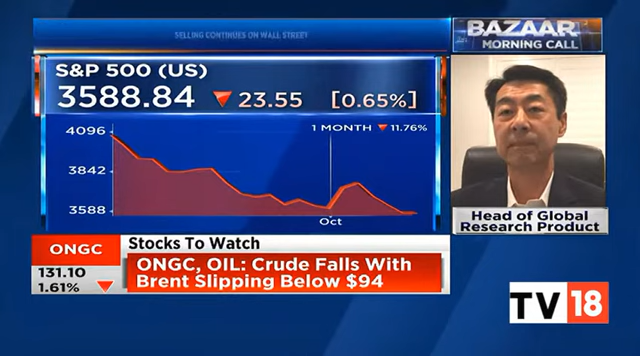 SELLING CONTINUES ON WALL STREET
BAZAAR
MORNING CALL
S&P 500 (US)
3588.84 ▼ 23.55 [0.65%]
1 MONTH ▼ 11.76%
4096
3842
3588
Oct
Head of Global
Research Product
ONGC
131.10
1.61% ▼
Stocks To Watch
ONGC, OIL: Crude Falls With
Brent Slipping Below $94
TV18